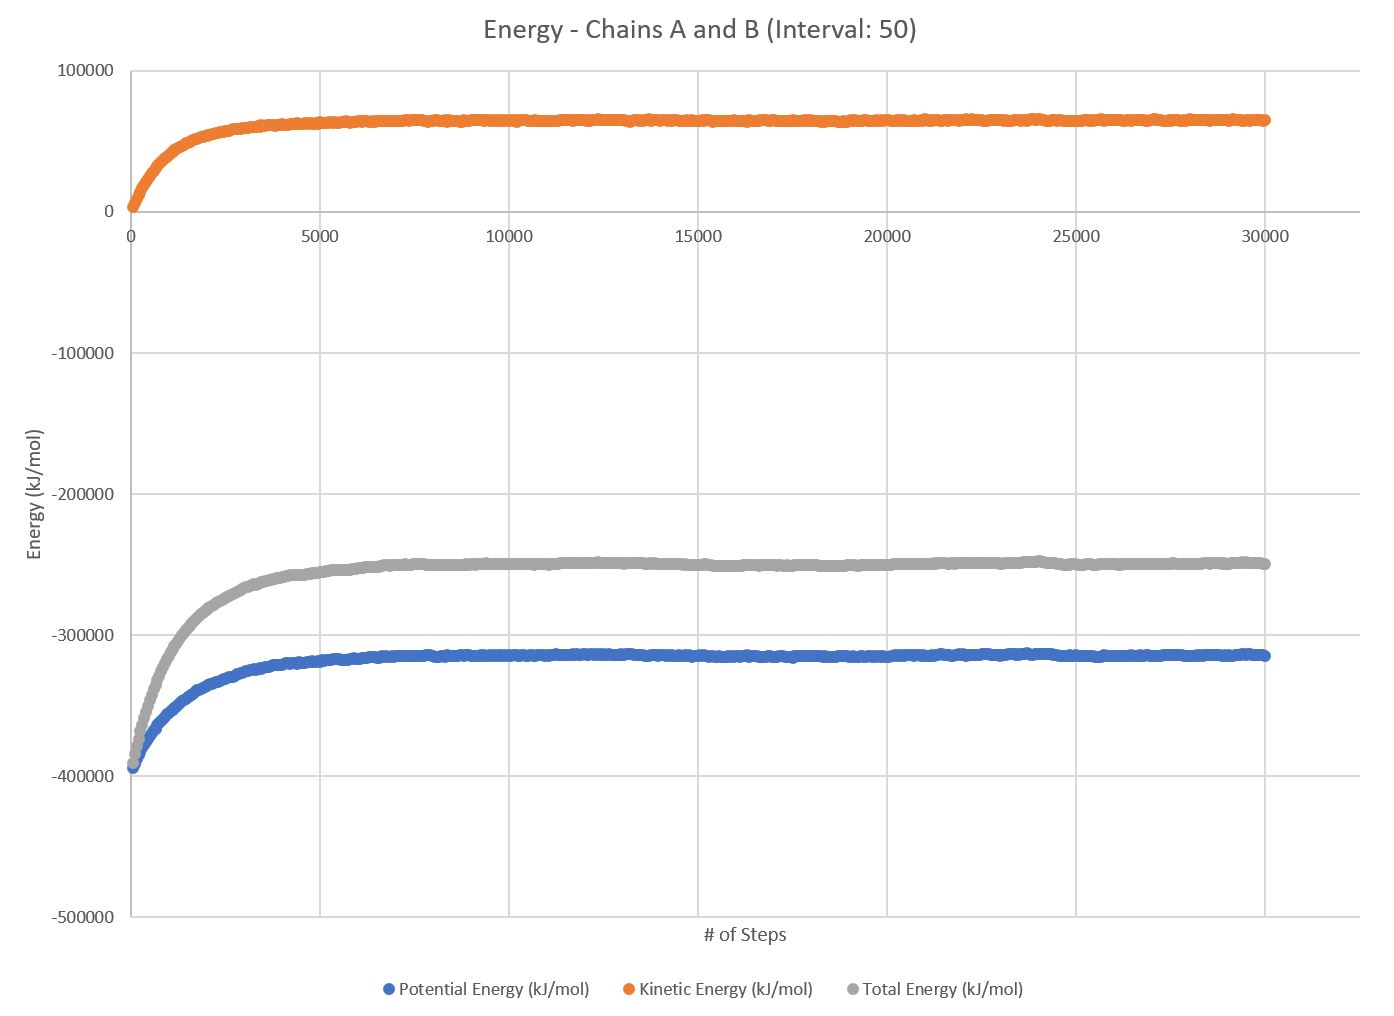 Energy - Chains A and B (Interval: 50)
100000
0
0 5000 10000 15000 20000 25000 30000
-100000
-200000
-300000
-400000
-500000
Energy (kJ/mol)
# of Steps
Potential Energy (kJ/mol) Kinetic Energy (kJ/mol) Total Energy (kJ/mol)